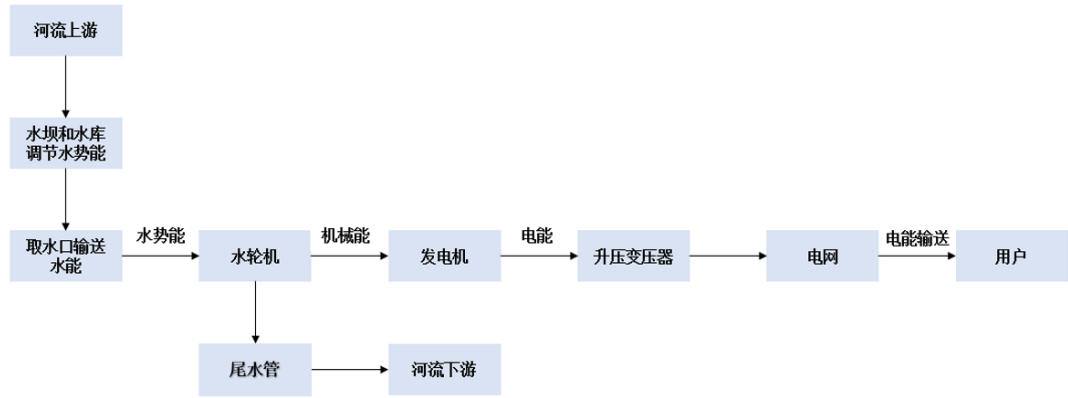 河流上游
水坝和水库
调节水势能
取水口输送
水能
水势能
水轮机
机械能
发电机
电能
升压变压器
电网
电能输送
用户
尾水管
河流下游